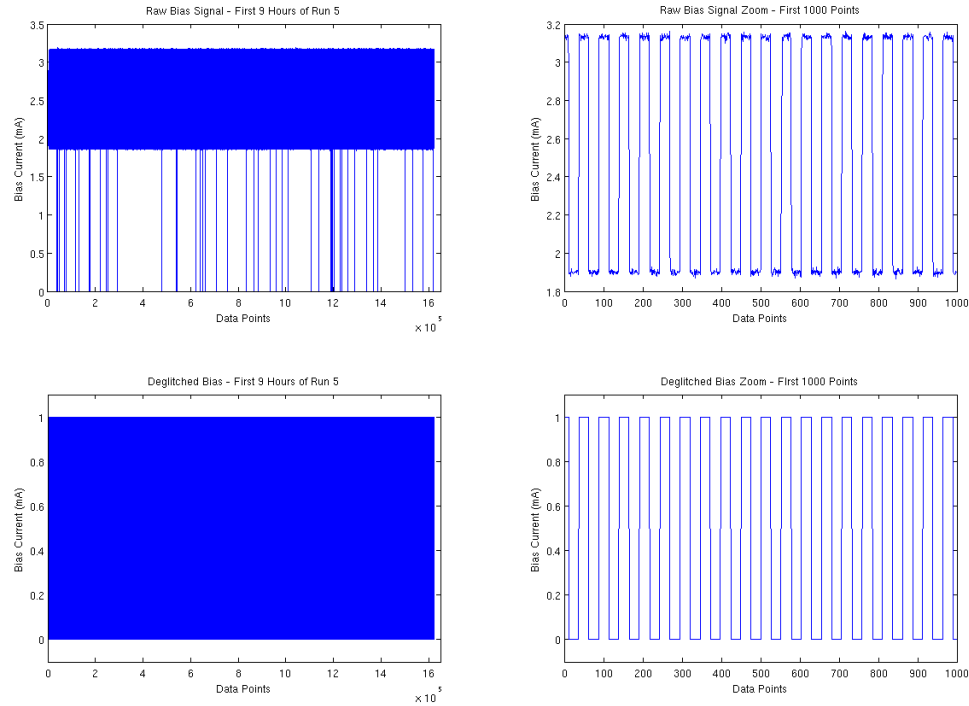 Raw Bias Signal - First 9 Hours of Run 5
3.5
3
2.5
2
1.5
1
0.5
0
Bias Current (mA)
0 2 4 6 8 10 12 14 16
Data Points
× 10^5
Raw Bias Signal Zoom - First 1000 Points
3.2
3
2.8
2.6
2.4
2.2
2
1.8
Bias Current (mA)
0 100 200 300 400 500 600 700 800 900 1000
Data Points
Deglitched Bias - First 9 Hours of Run 5
1
0.8
0.6
0.4
0.2
0
Bias Current (mA)
0 2 4 6 8 10 12 14 16
Data Points
× 10^5
Deglitched Bias Zoom - FIrst 1000 Points
1
0.8
0.6
0.4
0.2
0
Bias Current (mA)
0 100 200 300 400 500 600 700 800 900 1000
Data Points